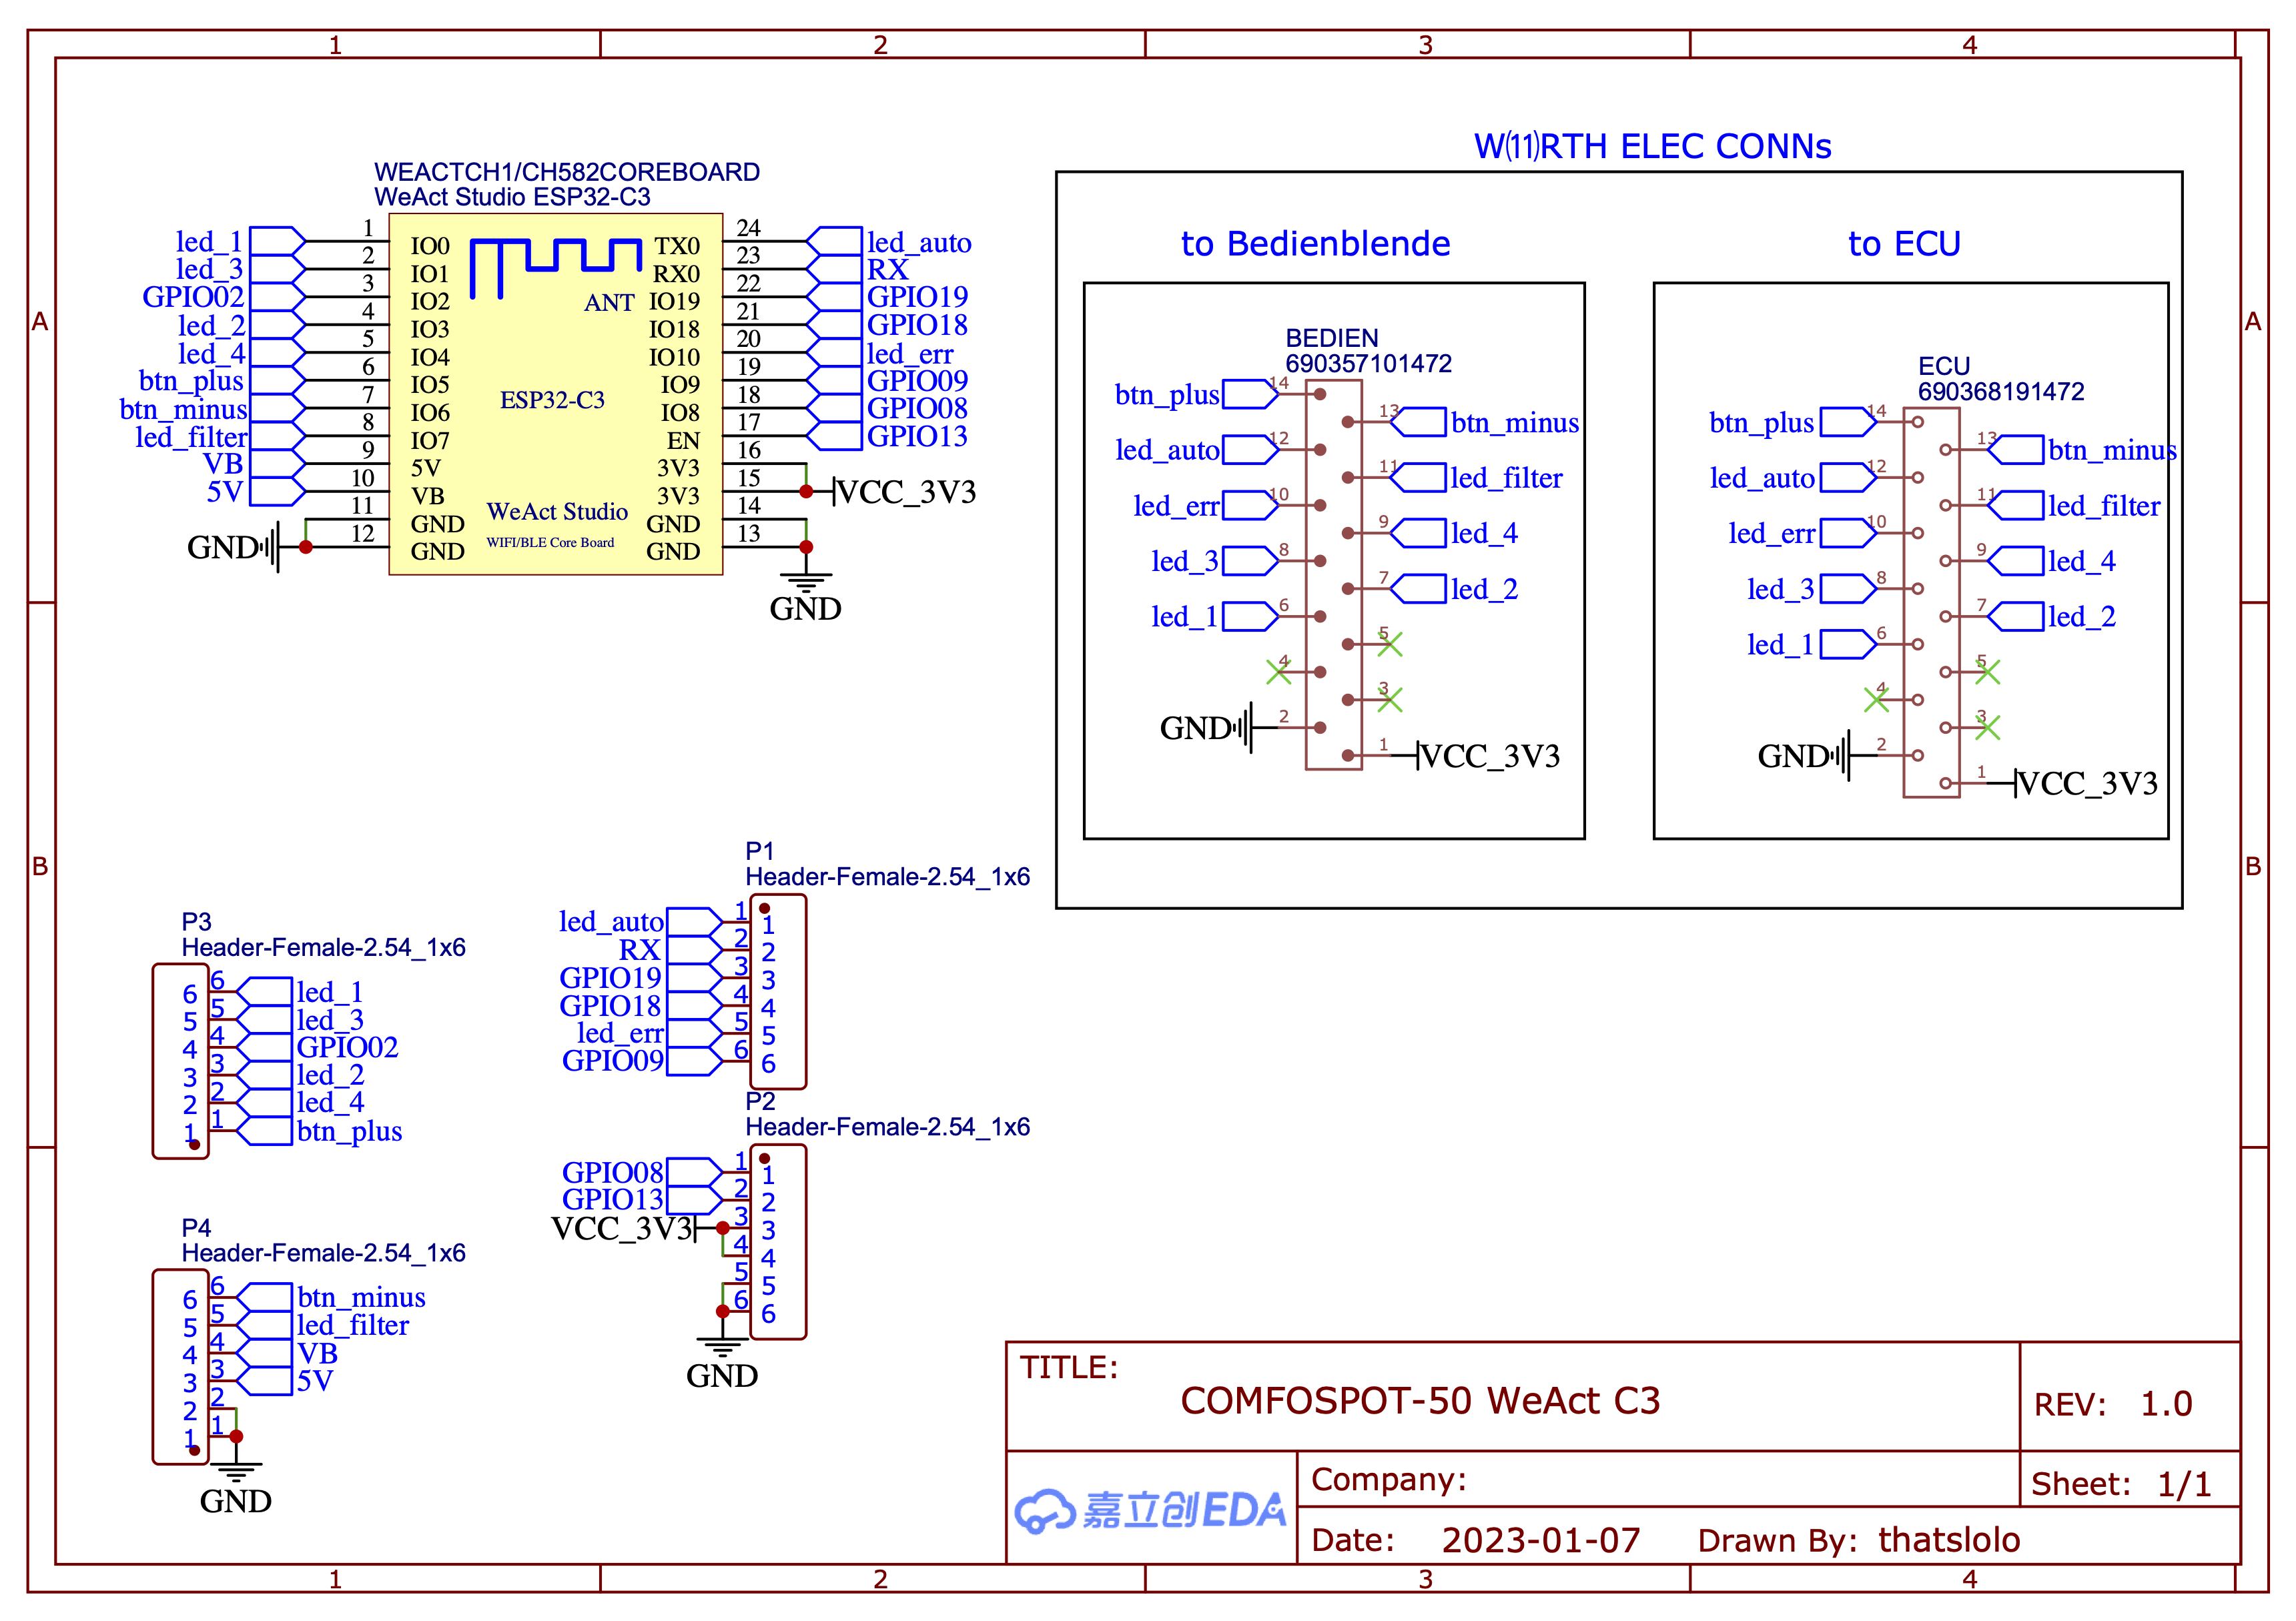 1 2 3 4
A A
B B
WEACTCH1/CH582COREBOARD
WeAct Studio ESP32-C3
led_1 1 IO0 TX0 24 led_auto
led_3 2 IO1 RX0 23 RX
GPIO02 3 IO2 ANT IO19 22 GPIO19
led_2 4 IO3 IO18 21 GPIO18
led_4 5 IO4 IO10 20 led_err
btn_plus 6 IO5 ESP32-C3 IO9 19 GPIO09
btn_minus 7 IO6 IO8 18 GPIO08
led_filter 8 IO7 EN 17 GPIO13
VB 9 5V 3V3 16
5V 10 VB 3V3 15 VCC_3V3
11 GND WeAct Studio GND 14
GND 12 GND WIFI/BLE Core Board GND 13
GND
W⑾RTH ELEC CONNs
to Bedienblende
BEDIEN
690357101472
btn_plus 14
13 btn_minus
led_auto 12
11 led_filter
led_err 10
9 led_4
led_3 8
7 led_2
led_1 6
5
4
3
GND 2
1 VCC_3V3
to ECU
ECU
690368191472
btn_plus 14
13 btn_minus
led_auto 12
11 led_filter
led_err 10
9 led_4
led_3 8
7 led_2
led_1 6
5
4
3
GND 2
1 VCC_3V3
P3
Header-Female-2.54_1x6
6 6 led_1
5 5 led_3
4 4 GPIO02
3 3 led_2
2 2 led_4
1 1 btn_plus
P1
Header-Female-2.54_1x6
led_auto 1 1
RX 2 2
GPIO19 3 3
GPIO18 4 4
led_err 5 5
GPIO09 6 6
P2
Header-Female-2.54_1x6
GPIO08 1 1
GPIO13 2 2
VCC_3V3 3 3
4 4
5 5
6 6
GND
P4
Header-Female-2.54_1x6
6 6 btn_minus
5 5 led_filter
4 4 VB
3 3 5V
2 2
1 1
GND
TITLE:
COMFOSPOT-50 WeAct C3
REV: 1.0
嘉立创EDA
Company:
Sheet: 1/1
Date: 2023-01-07 Drawn By: thatslolo
1 2 3 4